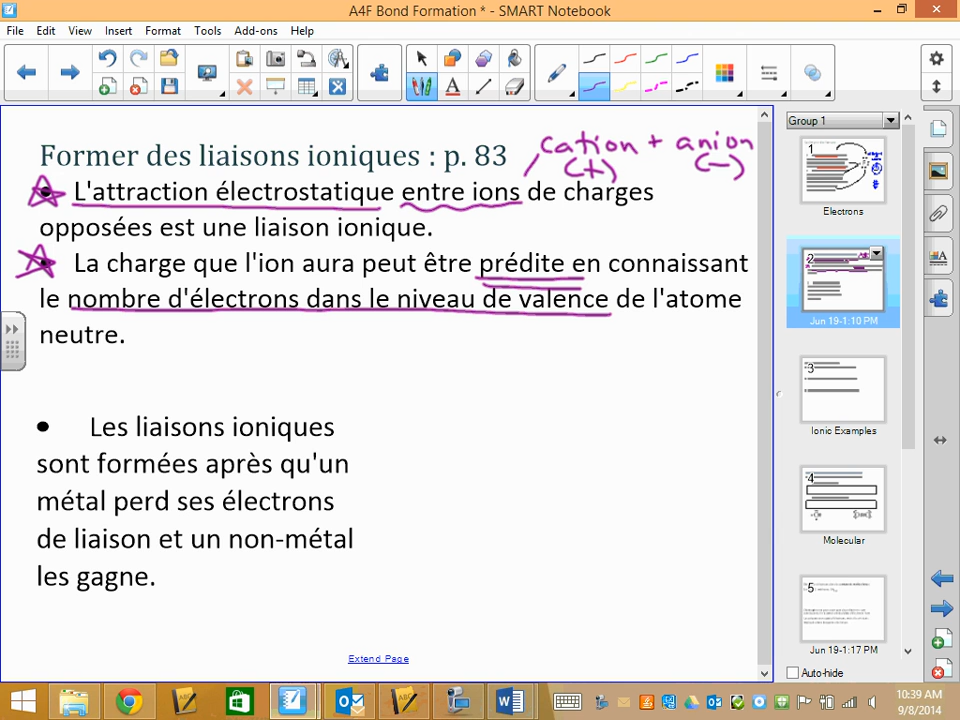 A4F Bond Formation * - SMART Notebook
File Edit View Insert Format Tools Add-ons Help
Group 1
cation + anion
(+) (−)
Former des liaisons ioniques : p. 83
• L'attraction électrostatique entre ions de charges
opposées est une liaison ionique.
• La charge que l'ion aura peut être prédite en connaissant
le nombre d'électrons dans le niveau de valence de l'atome
neutre.
• Les liaisons ioniques
sont formées après qu'un
métal perd ses électrons
de liaison et un non-métal
les gagne.
Extend Page
1
Electrons
2
Jun 19-1:10 PM
3
Ionic Examples
4
Molecular
5
Jun 19-1:17 PM
Auto-hide
10:39 AM
9/8/2014